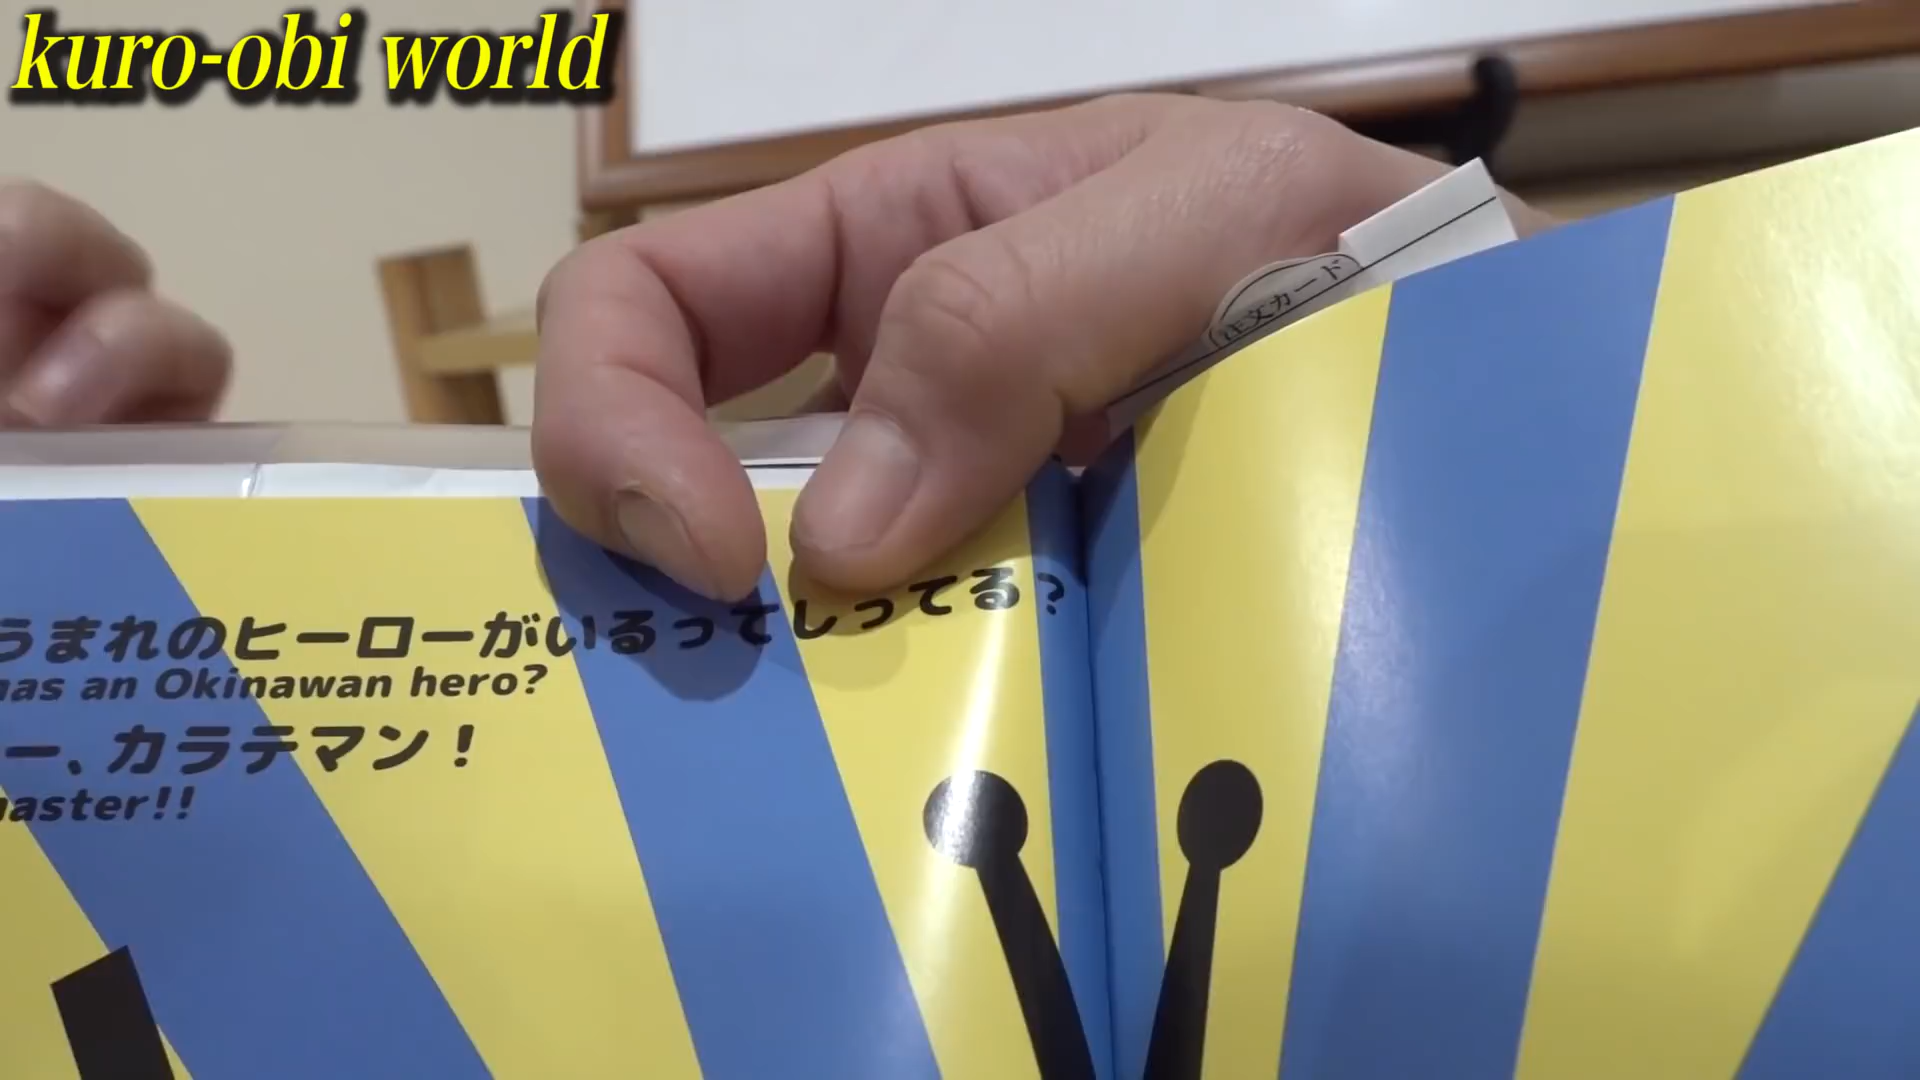 kuro-obi world
注文カード
うまれのヒーローがいるってしってる?
has an Okinawan hero?
ー、カラテマン!
master!!